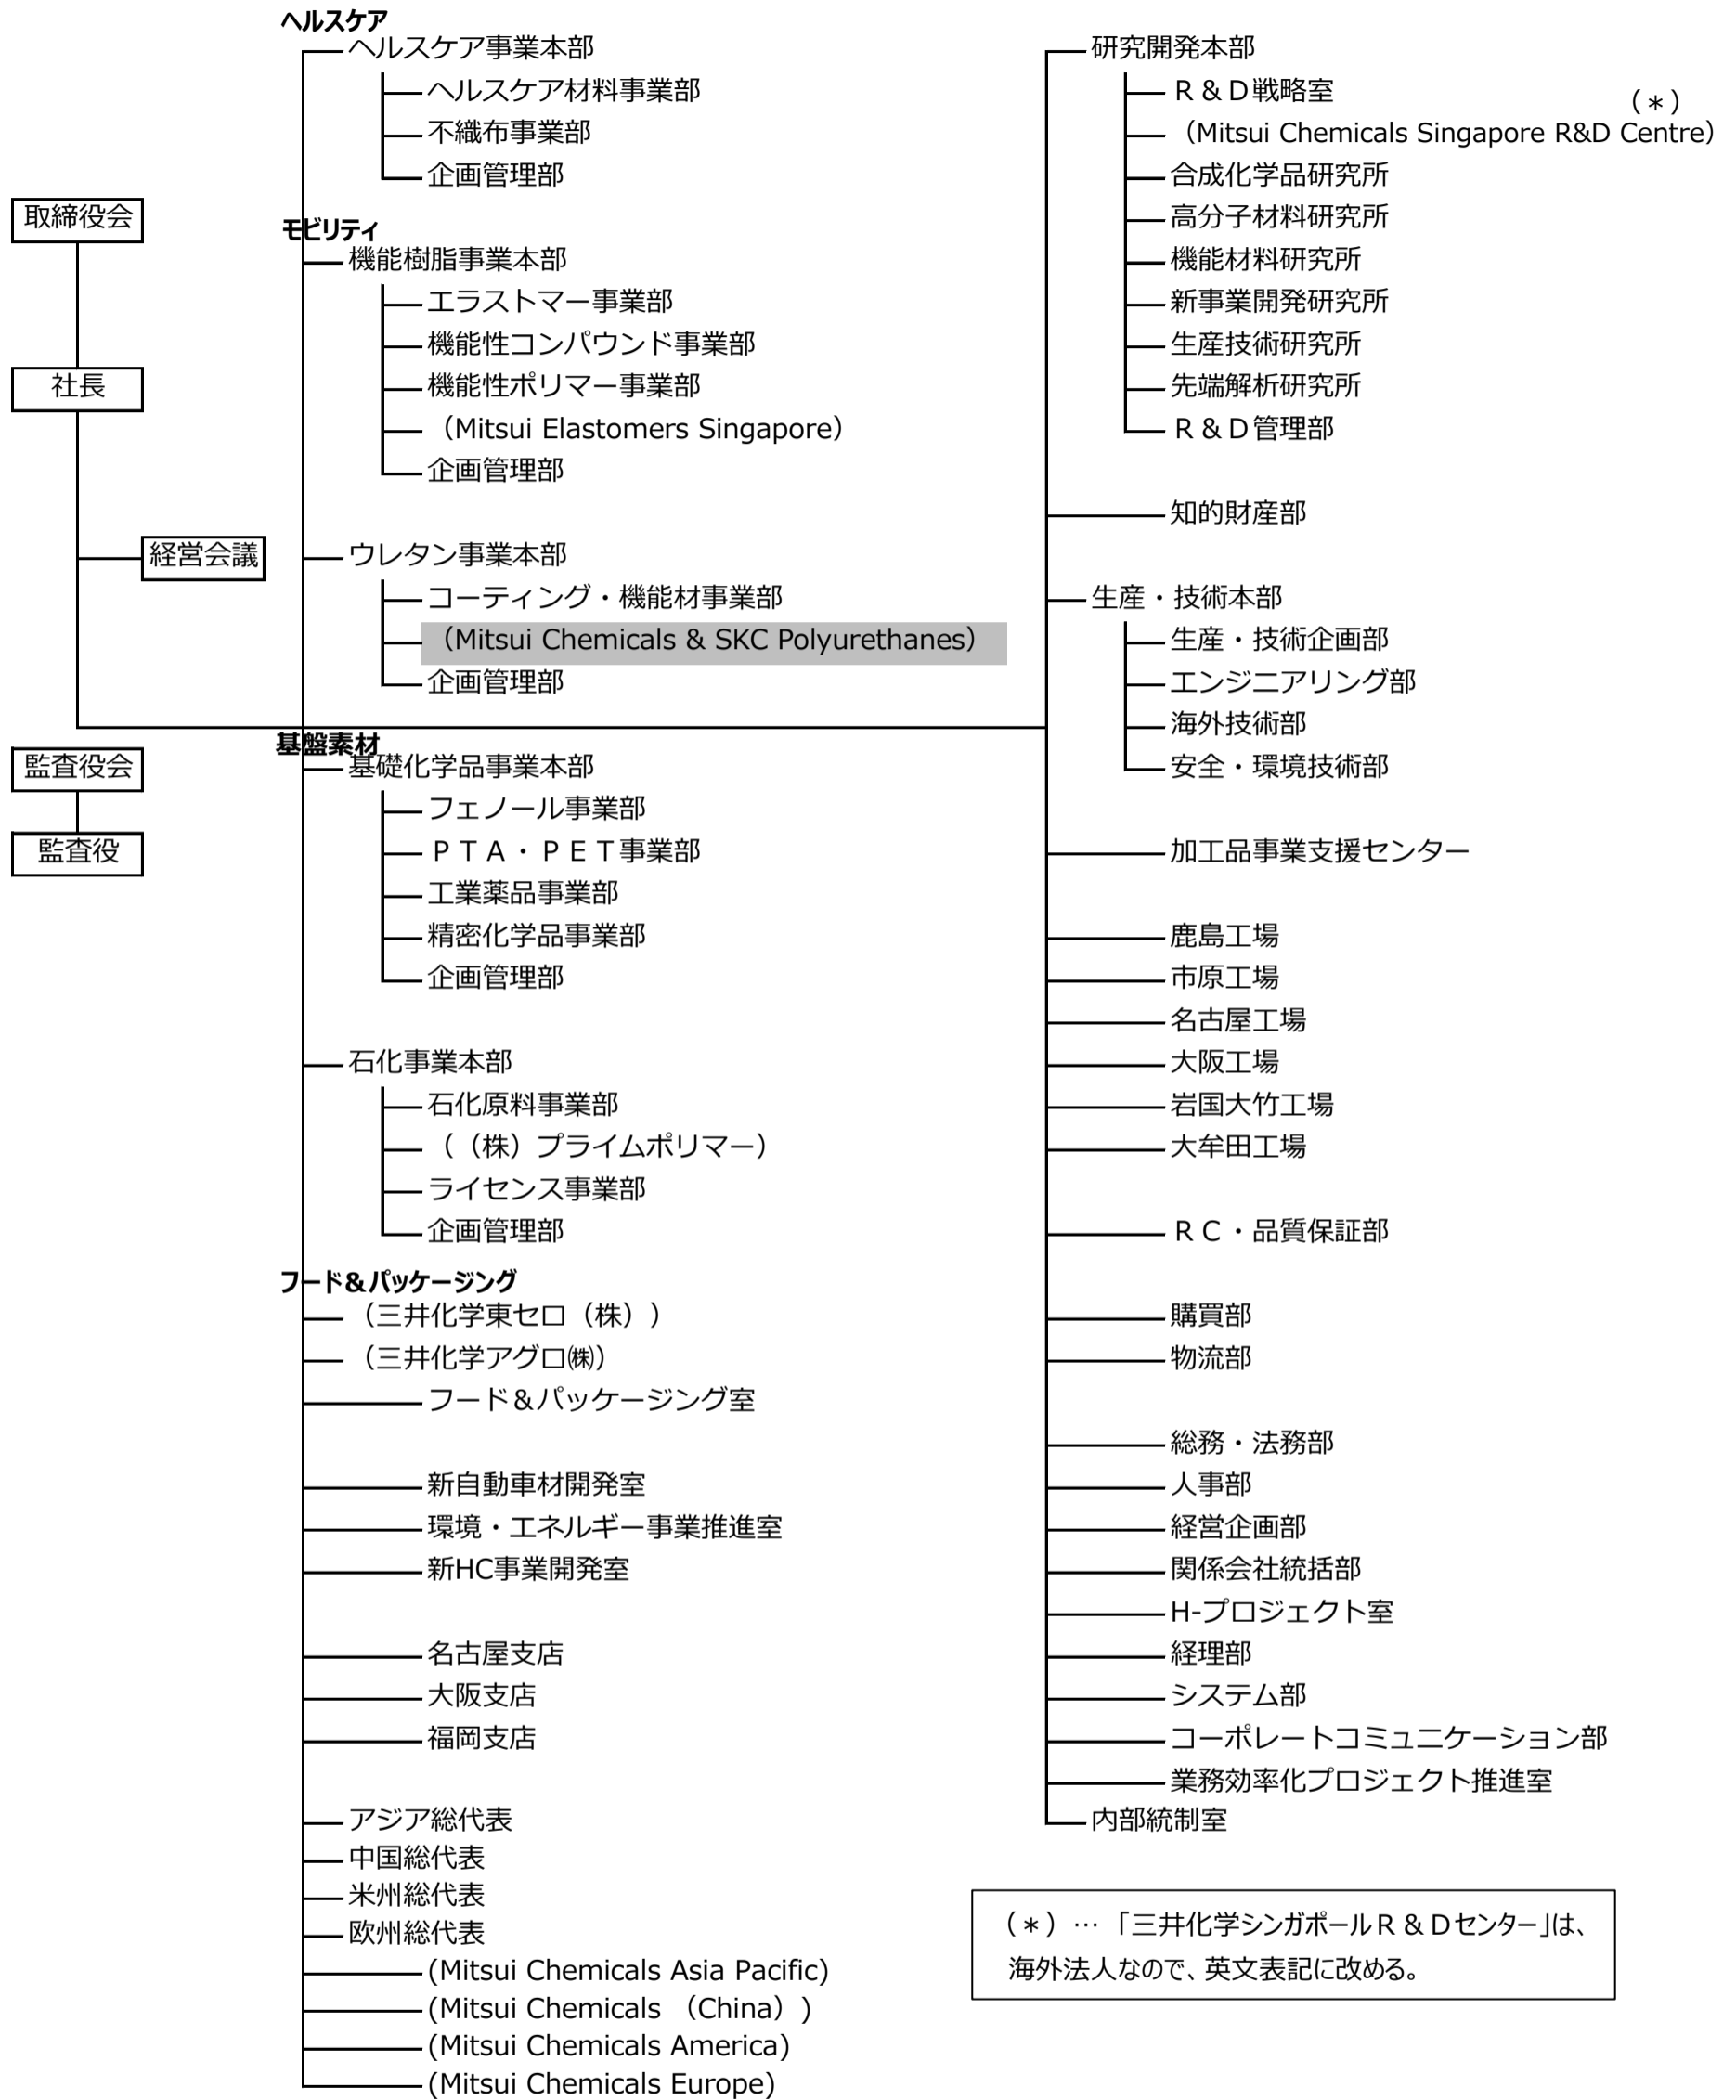 取締役会
社長
経営会議
監査役会
監査役
ヘルスケア
ヘルスケア事業本部
ヘルスケア材料事業部
不織布事業部
企画管理部
モビリティ
機能樹脂事業本部
エラストマー事業部
機能性コンパウンド事業部
機能性ポリマー事業部
（Mitsui Elastomers Singapore）
企画管理部
ウレタン事業本部
コーティング・機能材事業部
（Mitsui Chemicals & SKC Polyurethanes）
企画管理部
基盤素材
基礎化学品事業本部
フェノール事業部
ＰＴＡ・ＰＥＴ事業部
工業薬品事業部
精密化学品事業部
企画管理部
石化事業本部
石化原料事業部
（（株）プライムポリマー）
ライセンス事業部
企画管理部
フード＆パッケージング
（三井化学東セロ（株））
（三井化学アグロ㈱）
フード＆パッケージング室
新自動車材開発室
環境・エネルギー事業推進室
新HC事業開発室
名古屋支店
大阪支店
福岡支店
アジア総代表
中国総代表
米州総代表
欧州総代表
(Mitsui Chemicals Asia Pacific)
(Mitsui Chemicals （China）)
(Mitsui Chemicals America)
(Mitsui Chemicals Europe)
研究開発本部
Ｒ＆Ｄ戦略室
（＊）
（Mitsui Chemicals Singapore R&D Centre）
合成化学品研究所
高分子材料研究所
機能材料研究所
新事業開発研究所
生産技術研究所
先端解析研究所
Ｒ＆Ｄ管理部
知的財産部
生産・技術本部
生産・技術企画部
エンジニアリング部
海外技術部
安全・環境技術部
加工品事業支援センター
鹿島工場
市原工場
名古屋工場
大阪工場
岩国大竹工場
大牟田工場
ＲＣ・品質保証部
購買部
物流部
総務・法務部
人事部
経営企画部
関係会社統括部
H-プロジェクト室
経理部
システム部
コーポレートコミュニケーション部
業務効率化プロジェクト推進室
内部統制室
（＊）…「三井化学シンガポールＲ＆Ｄセンター」は、
海外法人なので、英文表記に改める。